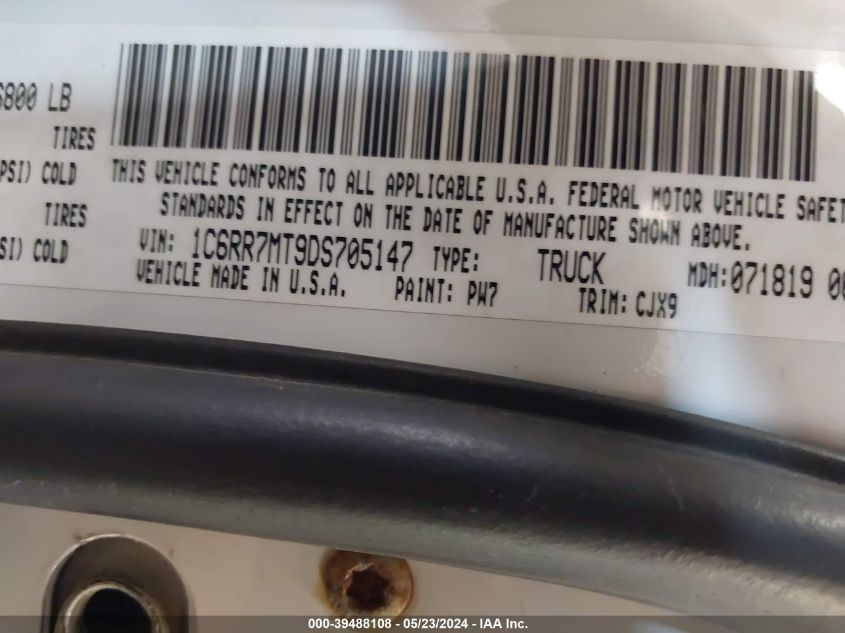 6800 LB
TIRES
PSI) COLD
TIRES
SI) COLD
THIS VEHICLE CONFORMS TO ALL APPLICABLE U.S.A. FEDERAL MOTOR VEHICLE SAFET
STANDARDS IN EFFECT ON THE DATE OF MANUFACTURE SHOWN ABOVE.
VIN: 1C6RR7MT9DS705147 TYPE: TRUCK MDH:071819 00
VEHICLE MADE IN U.S.A. PAINT: PW7 TRIM: CJX9
000-39488108 - 05/23/2024 - IAA Inc.